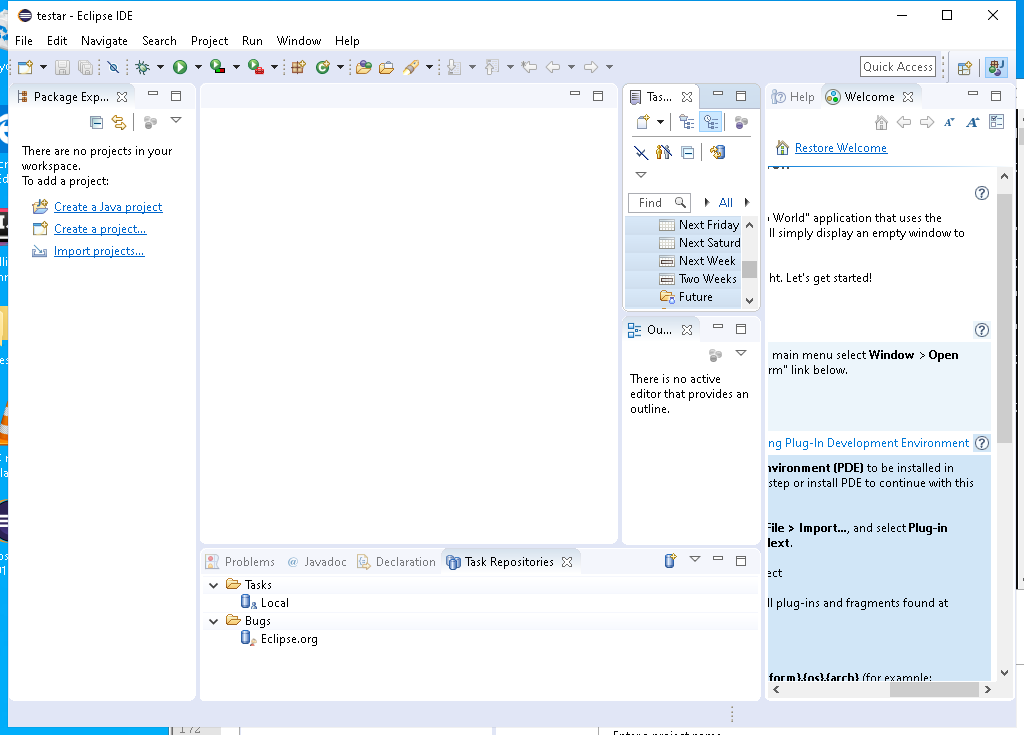 testar - Eclipse IDE
File Edit Navigate Search Project Run Window Help
Quick Access
Package Exp...
There are no projects in your
workspace.
To add a project:
Create a Java project
Create a project...
Import projects...
Tas...
Find
All
Next Friday
Next Saturd
Next Week
Two Weeks
Future
Ou...
There is no active
editor that provides an
outline.
Help
Welcome
Restore Welcome
World" application that uses the
ll simply display an empty window to
ht. Let's get started!
main menu select Window > Open
rm" link below.
ng Plug-In Development Environment
vironment (PDE) to be installed in
step or install PDE to continue with this
File > Import..., and select Plug-in
Next.
ect
ll plug-ins and fragments found at
form}.{os}.{arch} (for example:
Problems
@ Javadoc
Declaration
Task Repositories
Tasks
Local
Bugs
Eclipse.org
172
Enter a project name